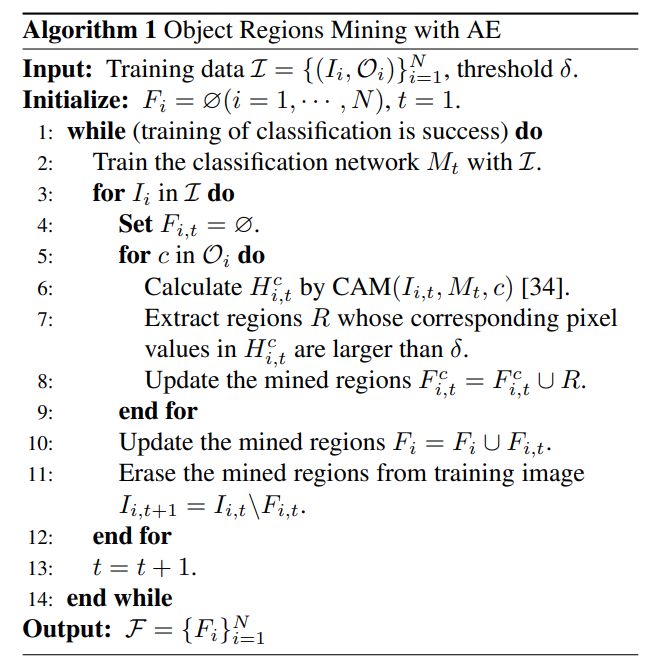 Algorithm 1 Object Regions Mining with AE
Input: Training data $\mathcal{I} = \{(I_i, \mathcal{O}_i)\}_{i=1}^{N}$, threshold $\delta$.
Initialize: $F_i = \varnothing (i = 1, \cdots, N), t = 1$.
1: while (training of classification is success) do
2: Train the classification network $M_t$ with $\mathcal{I}$.
3: for $I_i$ in $\mathcal{I}$ do
4: Set $F_{i,t} = \varnothing$.
5: for $c$ in $\mathcal{O}_i$ do
6: Calculate $H_{i,t}^{c}$ by CAM$(I_{i,t}, M_t, c)$ [34].
7: Extract regions $R$ whose corresponding pixel
values in $H_{i,t}^{c}$ are larger than $\delta$.
8: Update the mined regions $F_{i,t}^{c} = F_{i,t}^{c} \cup R$.
9: end for
10: Update the mined regions $F_i = F_i \cup F_{i,t}$.
11: Erase the mined regions from training image
$I_{i,t+1} = I_{i,t} \backslash F_{i,t}$.
12: end for
13: $t = t + 1$.
14: end while
Output: $\mathcal{F} = \{F_i\}_{i=1}^{N}$